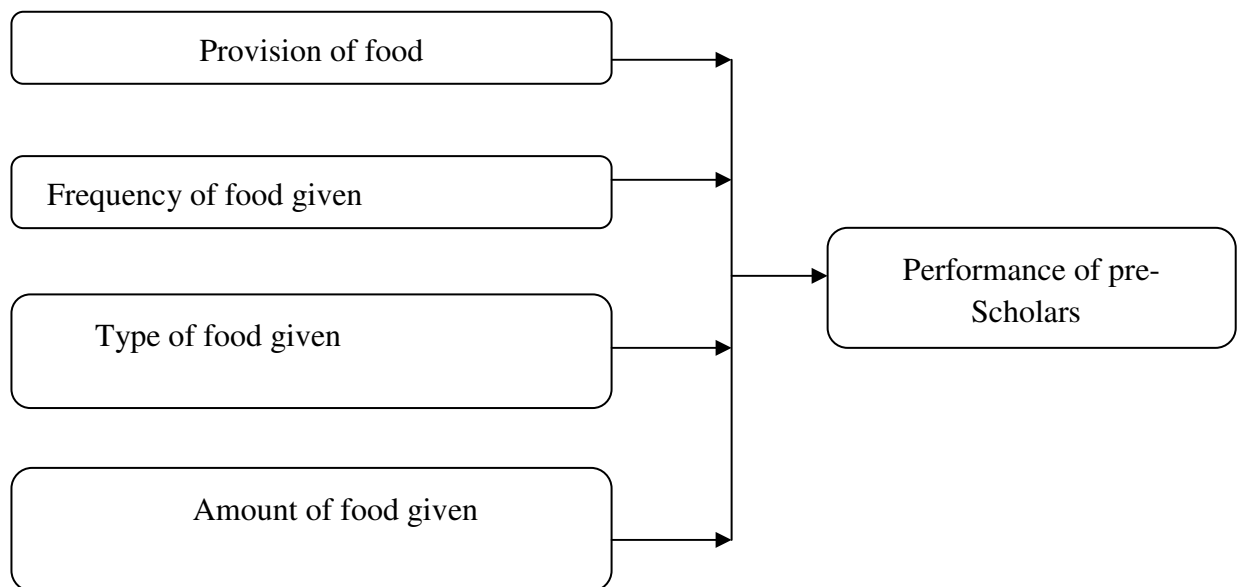 Provision of food
Frequency of food given
Type of food given
Amount of food given
Performance of pre-
Scholars